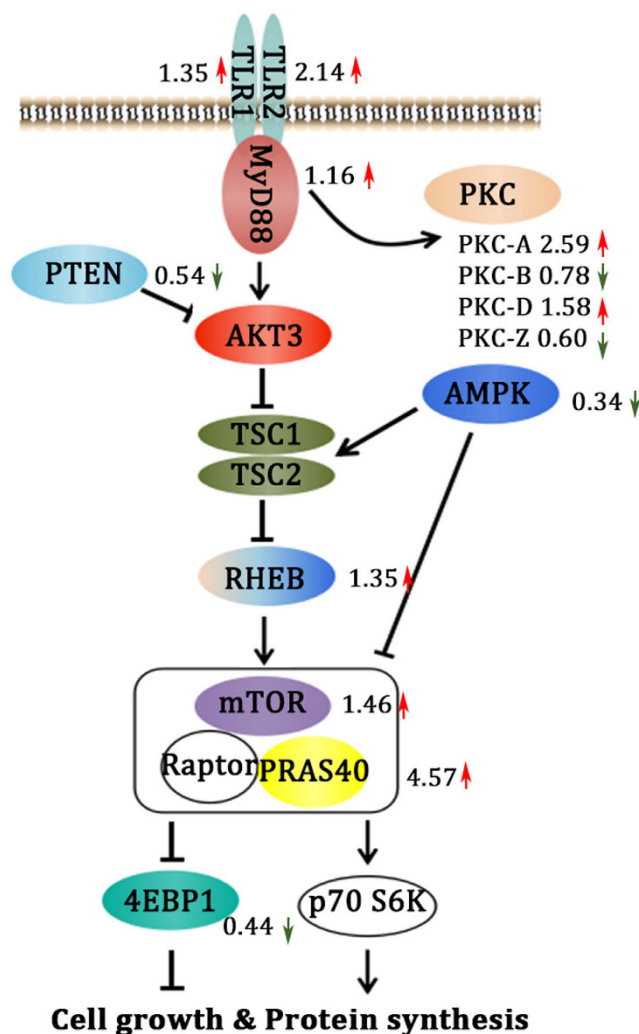 1.35 TLR1 TLR2 2.14
MyD88 1.16
PKC
PKC-A 2.59
PKC-B 0.78
PKC-D 1.58
PKC-Z 0.60
PTEN 0.54
AKT3
AMPK 0.34
TSC1
TSC2
RHEB 1.35
mTOR 1.46
Raptor PRAS40 4.57
4EBP1 0.44
p70 S6K
Cell growth & Protein synthesis